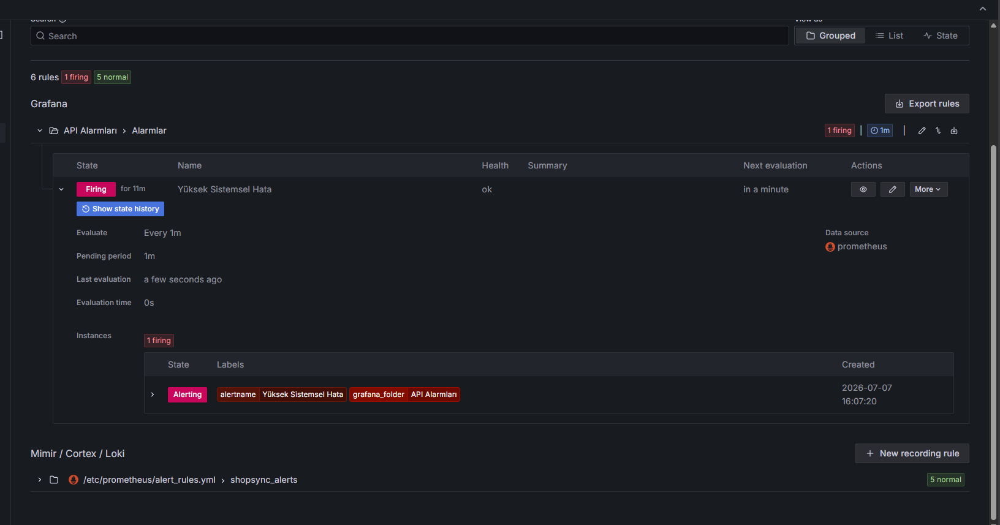 Search
View as
Search
Grouped
List
State
6 rules 1 firing 5 normal
Grafana
Export rules
API Alarmları › Alarmlar
1 firing 1m
State Name Health Summary Next evaluation Actions
Firing for 11m Yüksek Sistemsel Hata ok in a minute More
Show state history
Evaluate Every 1m
Data source
prometheus
Pending period 1m
Last evaluation a few seconds ago
Evaluation time 0s
Instances 1 firing
State Labels Created
Alerting alertname Yüksek Sistemsel Hata grafana_folder API Alarmları 2026-07-07
16:07:20
Mimir / Cortex / Loki
New recording rule
/etc/prometheus/alert_rules.yml › shopsync_alerts
5 normal